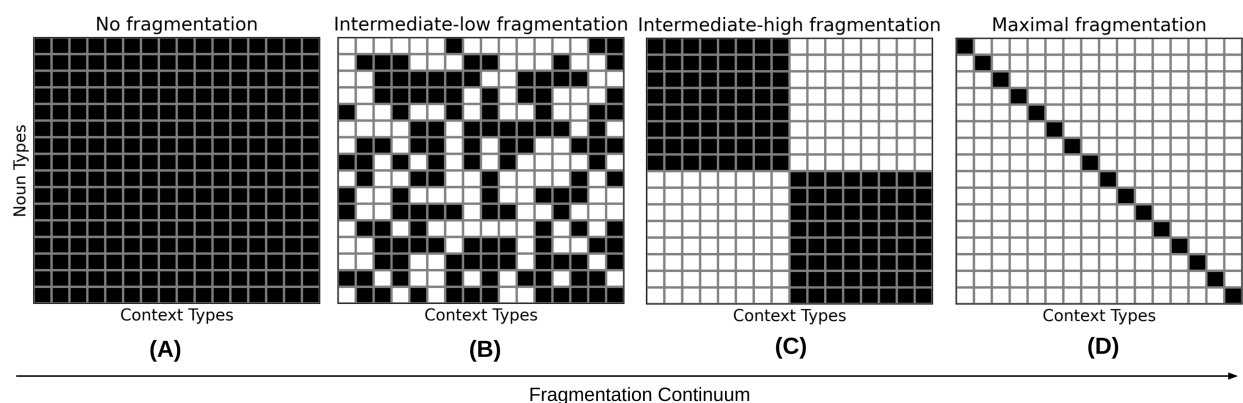 No fragmentation
Intermediate-low fragmentation
Intermediate-high fragmentation
Maximal fragmentation
Noun Types
Context Types
Context Types
Context Types
Context Types
(A)
(B)
(C)
(D)
Fragmentation Continuum